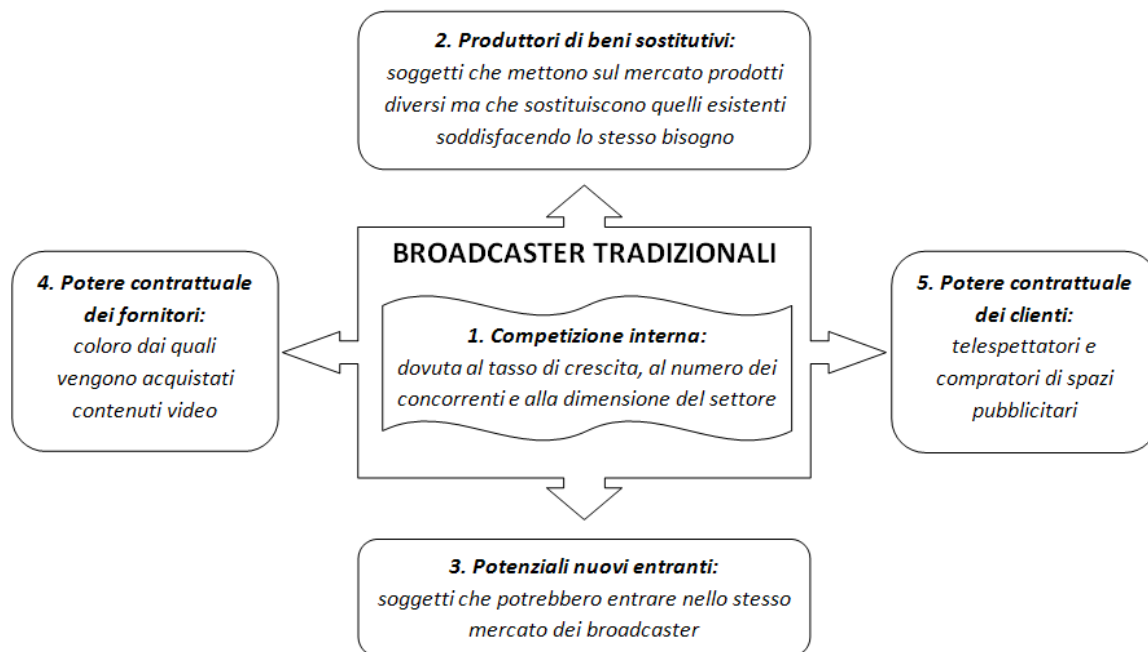 2. Produttori di beni sostitutivi:
soggetti che mettono sul mercato prodotti
diversi ma che sostituiscono quelli esistenti
soddisfacendo lo stesso bisogno
BROADCASTER TRADIZIONALI
4. Potere contrattuale
dei fornitori:
coloro dai quali
vengono acquistati
contenuti video
1. Competizione interna:
dovuta al tasso di crescita, al numero dei
concorrenti e alla dimensione del settore
5. Potere contrattuale
dei clienti:
telespettatori e
compratori di spazi
pubblicitari
3. Potenziali nuovi entranti:
soggetti che potrebbero entrare nello stesso
mercato dei broadcaster